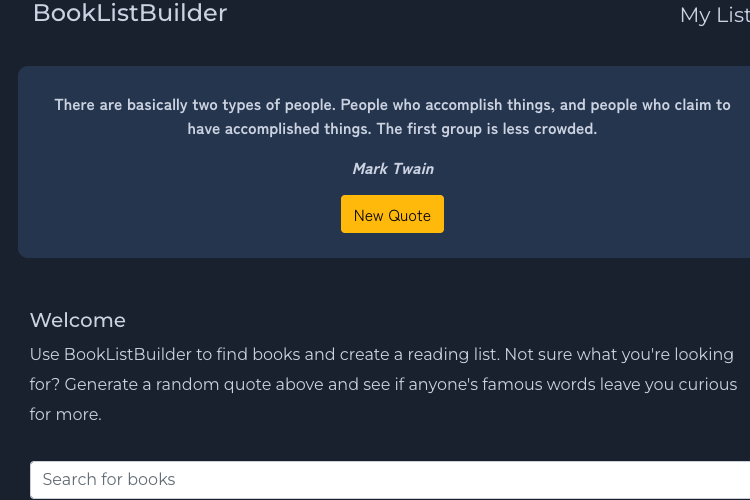 BookListBuilder
My List
There are basically two types of people. People who accomplish things, and people who claim to
have accomplished things. The first group is less crowded.
Mark Twain
New Quote
Welcome
Use BookListBuilder to find books and create a reading list. Not sure what you're looking
for? Generate a random quote above and see if anyone's famous words leave you curious
for more.
Search for books